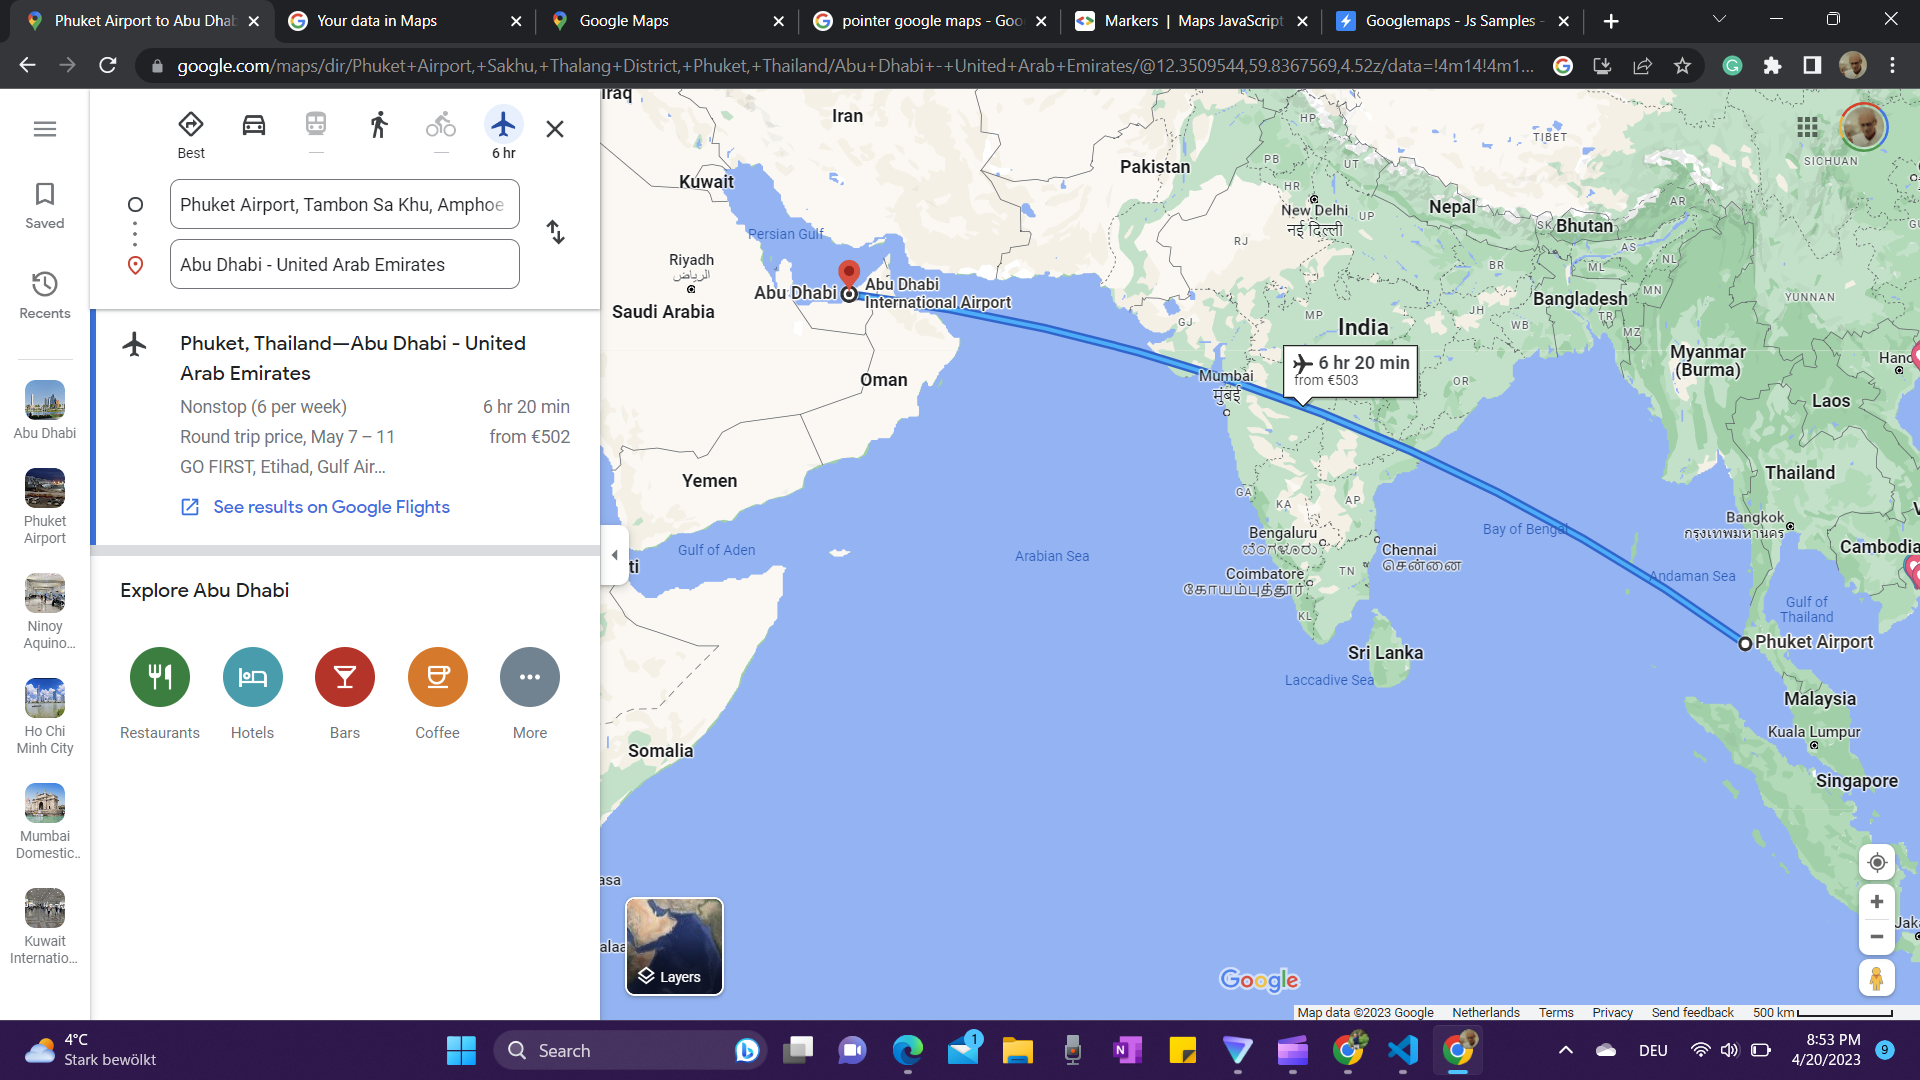 Phuket Airport to Abu Dhab
Your data in Maps
Google Maps
pointer google maps - Goo
Markers | Maps JavaScript
Googlemaps - Js Samples -
google.com/maps/dir/Phuket+Airport,+Sakhu,+Thalang+District,+Phuket,+Thailand/Abu+Dhabi+-+United+Arab+Emirates/@12.3509544,59.8367569,4.52z/data=!4m14!4m1...
Best
6 hr
Phuket Airport, Tambon Sa Khu, Amphoe
Abu Dhabi - United Arab Emirates
Saved
Recents
Abu Dhabi
Phuket
Airport
Ninoy
Aquino...
Ho Chi
Minh City
Mumbai
Domestic...
Kuwait
Internatio...
Phuket, Thailand—Abu Dhabi - United
Arab Emirates
Nonstop (6 per week) 6 hr 20 min
Round trip price, May 7 – 11 from €502
GO FIRST, Etihad, Gulf Air...
See results on Google Flights
Explore Abu Dhabi
Restaurants
Hotels
Bars
Coffee
More
Iraq
Iran
Kuwait
Pakistan
HP
PB
UT
HR
TIBET
SICHUAN
New Delhi
नई दिल्ली
UP
Nepal
SK
Bhutan
AR
AS
NL
ML
MN
TR
MZ
BR
RJ
Persian Gulf
Riyadh
الرياض
Saudi Arabia
Abu Dhabi
Abu Dhabi
International Airport
Bangladesh
YUNNAN
GJ
MP
JH
WB
India
6 hr 20 min
from €503
Mumbai
मुंबई
OR
Oman
Myanmar
(Burma)
Hanc
Laos
Yemen
Thailand
GA
KA
AP
Bengaluru
ಬೆಂಗಳೂರು
Chennai
சென்னை
Coimbatore
கோயம்புத்தூர்
TN
KL
Bay of Bengal
Bangkok
กรุงเทพมหานคร
Cambodia
V
Gulf of Aden
ti
Arabian Sea
Andaman Sea
Gulf of
Thailand
Phuket Airport
Sri Lanka
Laccadive Sea
Malaysia
Kuala Lumpur
Singapore
Somalia
asa
alaa
Jaka
Layers
Google
Map data ©2023 Google
Netherlands
Terms
Privacy
Send feedback
500 km
4°C
Stark bewölkt
Search
1
DEU
8:53 PM
4/20/2023
9